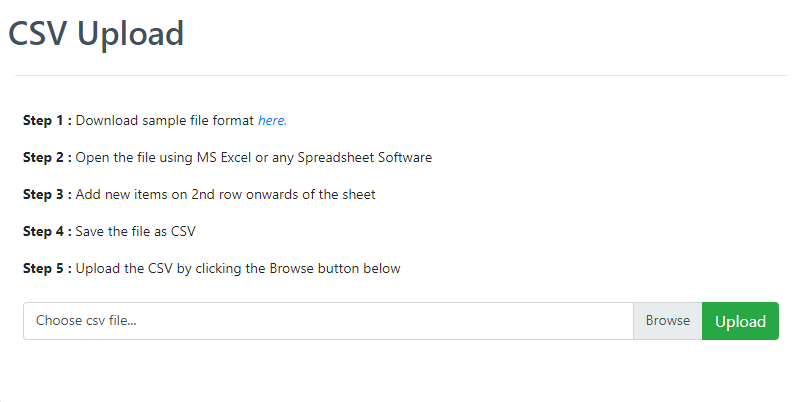 CSV Upload
Step 1 : Download sample file format here.
Step 2 : Open the file using MS Excel or any Spreadsheet Software
Step 3 : Add new items on 2nd row onwards of the sheet
Step 4 : Save the file as CSV
Step 5 : Upload the CSV by clicking the Browse button below
Choose csv file... Browse Upload